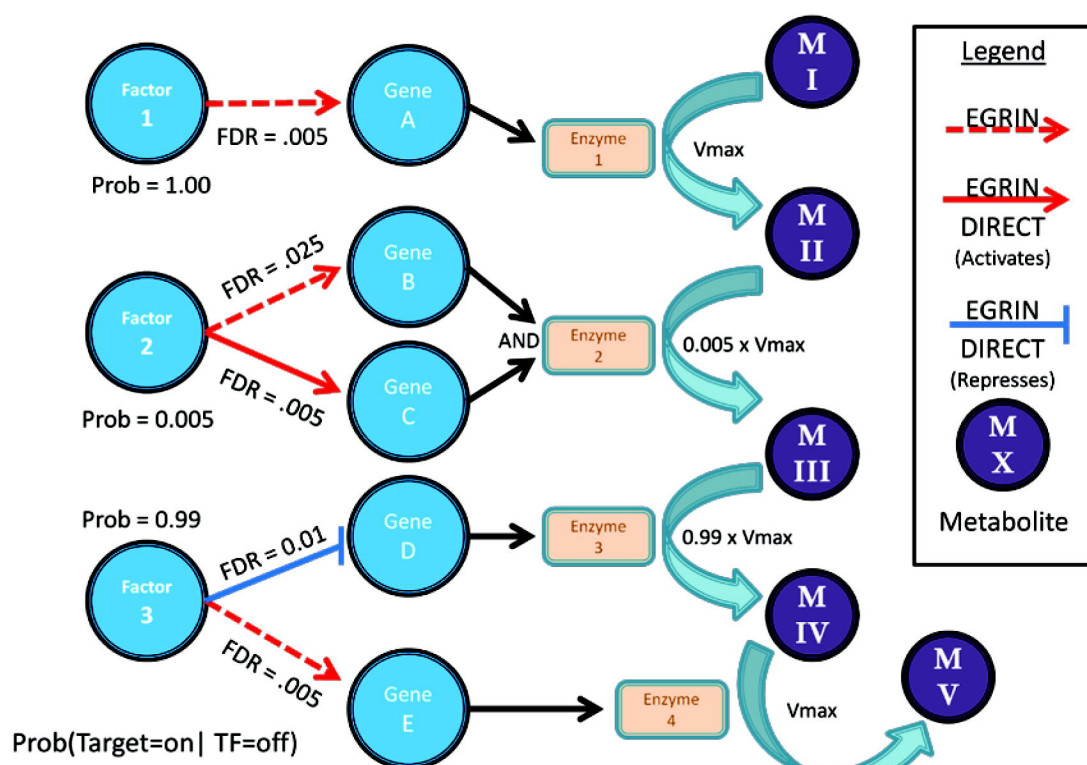 Factor
1
FDR = .005
Prob = 1.00
Gene
A
Enzyme
1
M
I
Vmax
M
II
Factor
2
FDR = .025
FDR = .005
Prob = 0.005
Gene
B
Gene
C
AND
Enzyme
2
0.005 x Vmax
M
III
Prob = 0.99
Factor
3
FDR = 0.01
FDR = .005
Gene
D
Enzyme
3
0.99 x Vmax
M
IV
Gene
E
Enzyme
4
Vmax
M
V
Prob(Target=on| TF=off)
Legend
EGRIN
EGRIN
DIRECT
(Activates)
EGRIN
DIRECT
(Represses)
M
X
Metabolite